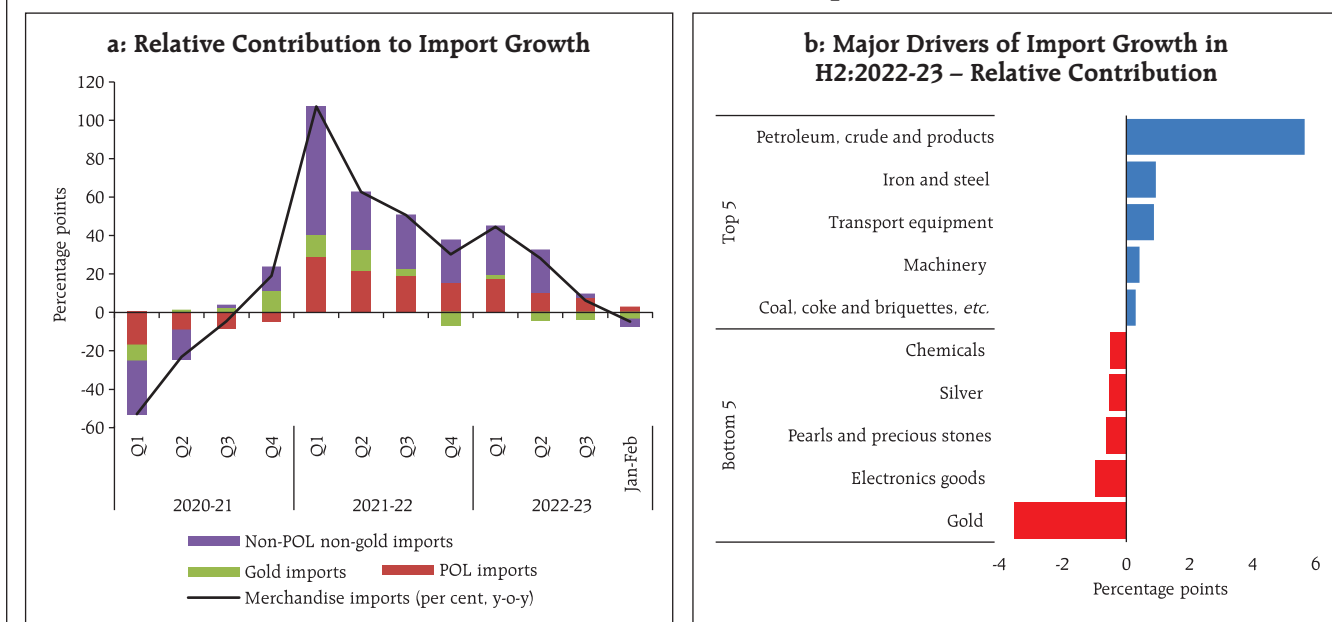 a: Relative Contribution to Import Growth
120
100
80
60
40
20
0
-20
-40
-60
Percentage points
Q1
Q2
Q3
Q4
Q1
Q2
Q3
Q4
Q1
Q2
Q3
Jan-Feb
2020-21
2021-22
2022-23
Non-POL non-gold imports
Gold imports
POL imports
Merchandise imports (per cent, y-o-y)
b: Major Drivers of Import Growth in
H2:2022-23 – Relative Contribution
Top 5
Petroleum, crude and products
Iron and steel
Transport equipment
Machinery
Coal, coke and briquettes, etc.
Bottom 5
Chemicals
Silver
Pearls and precious stones
Electronics goods
Gold
-4
-2
0
2
4
6
Percentage points